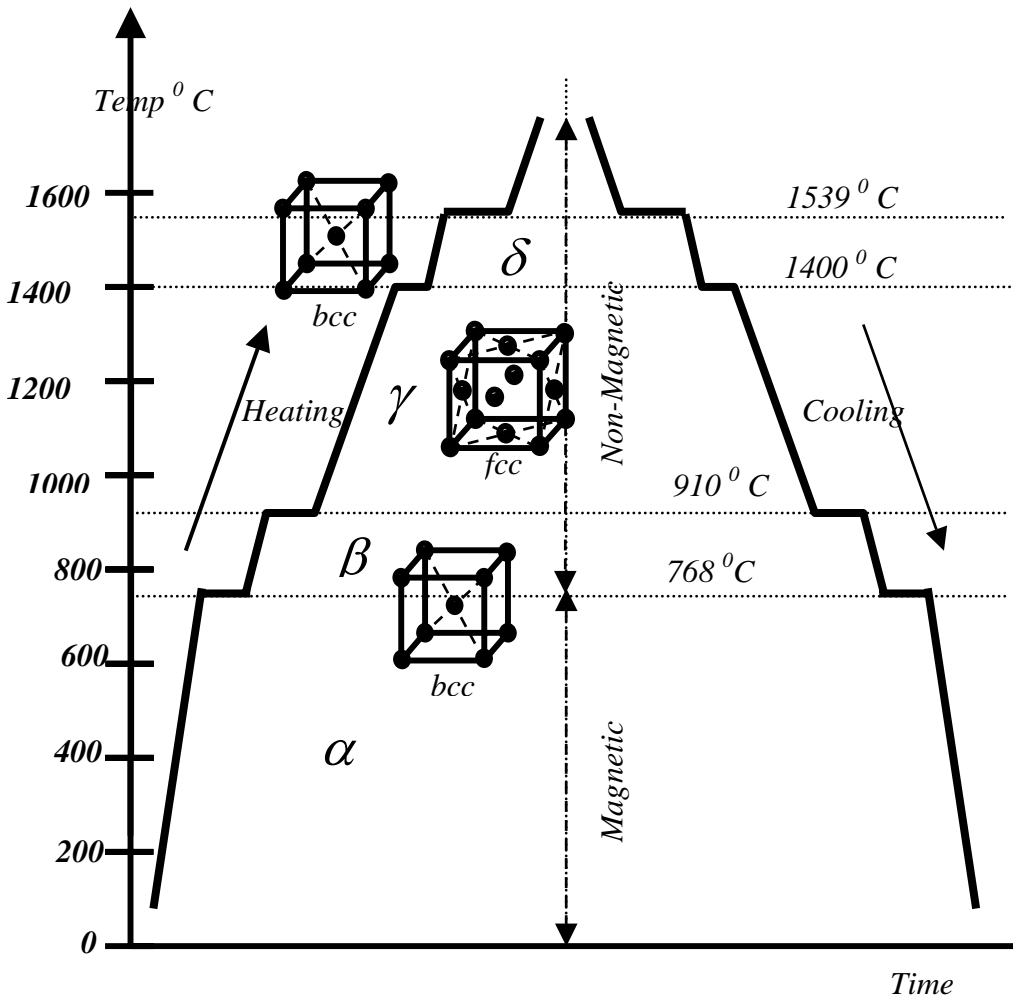 Temp ⁰ C
1600
1539 ⁰ C
δ
1400 ⁰ C
1400
bcc
Non-Magnetic
1200
γ
Heating
Cooling
fcc
1000
910 ⁰ C
β
800
768 ⁰C
600
bcc
α
400
Magnetic
200
0
Time